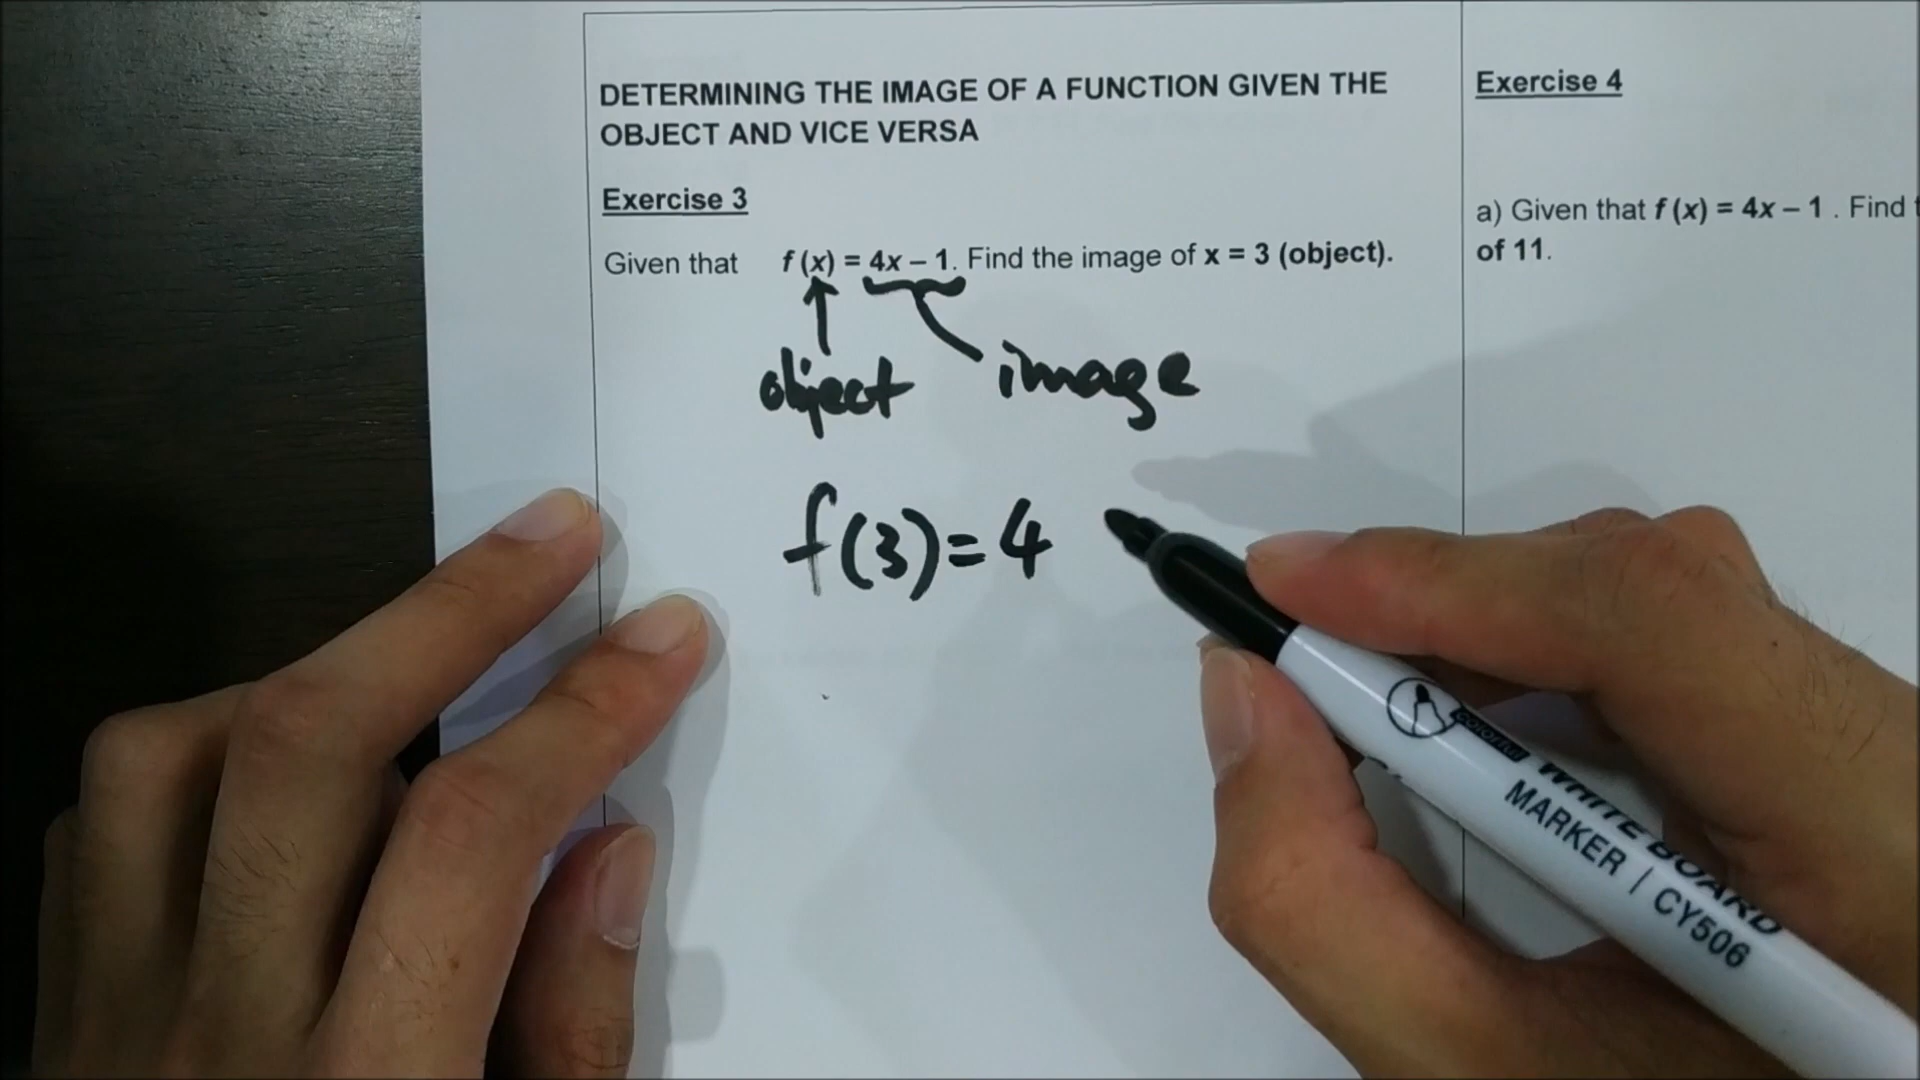 DETERMINING THE IMAGE OF A FUNCTION GIVEN THE
OBJECT AND VICE VERSA
Exercise 3
Given that f (x) = 4x – 1. Find the image of x = 3 (object).
object image
f(3)=4
Exercise 4
a) Given that f (x) = 4x – 1 . Find
of 11.
colorful
WHITE BOARD
MARKER | CY506